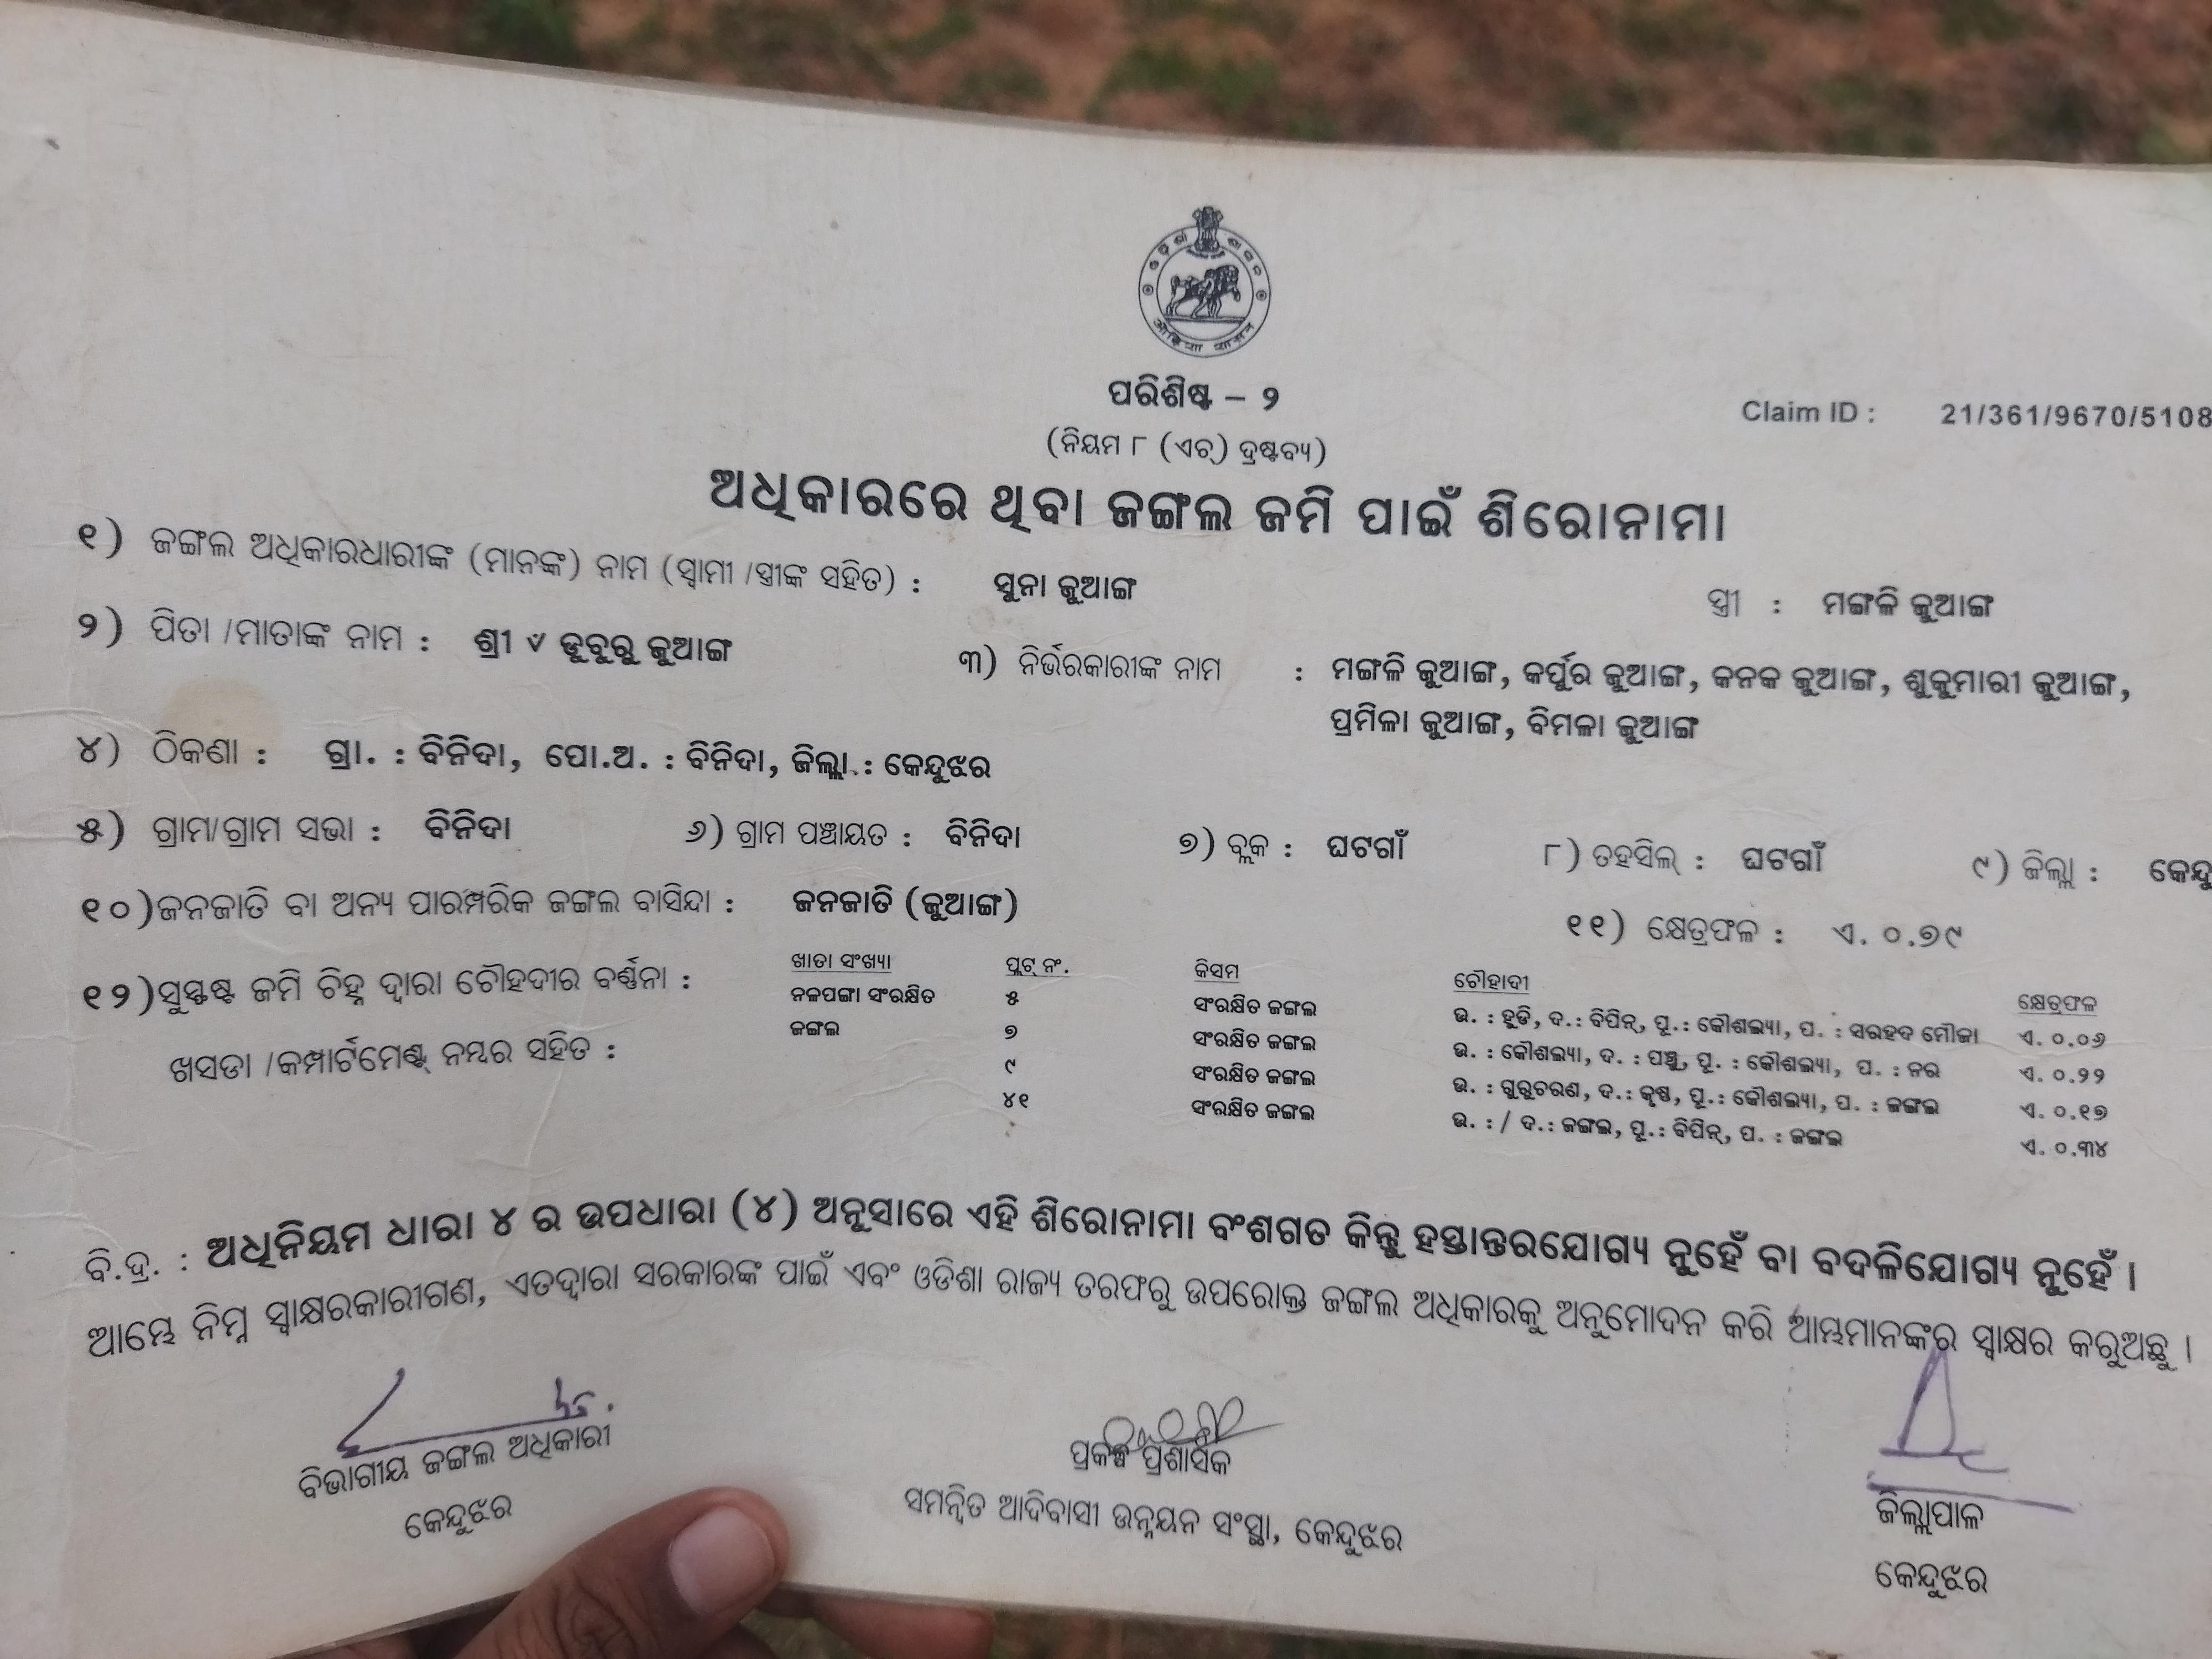 ଓଡ଼ିଶା ଶାସନ
ओड़िशा शासन
ପରିଶିଷ୍ଟ – ୨
Claim ID : 21/361/9670/5108
(ନିୟମ ୮ (ଏଚ୍) ଦ୍ରଷ୍ଟବ୍ୟ)
ଅଧିକାରରେ ଥିବା ଜଙ୍ଗଲ ଜମି ପାଇଁ ଶିରୋନାମା
୧) ଜଙ୍ଗଲ ଅଧିକାରଧାରୀଙ୍କ (ମାନଙ୍କ) ନାମ (ସ୍ୱାମୀ /ସ୍ତ୍ରୀଙ୍କ ସହିତ) : ସୁନା ଜୁଆଙ୍ଗ ସ୍ତ୍ରୀ : ମଙ୍ଗଳି ଜୁଆଙ୍ଗ
୨) ପିତା /ମାତାଙ୍କ ନାମ : ଶ୍ରୀ ୰ ଡୁବୁରୁ ଜୁଆଙ୍ଗ ୩) ନିର୍ଭରକାରୀଙ୍କ ନାମ : ମଙ୍ଗଳି ଜୁଆଙ୍ଗ, କର୍ପୁର ଜୁଆଙ୍ଗ, କନକ ଜୁଆଙ୍ଗ, ଶୁକୁମାରୀ ଜୁଆଙ୍ଗ,
ପ୍ରମିଳା ଜୁଆଙ୍ଗ, ବିମଳା ଜୁଆଙ୍ଗ
୪) ଠିକଣା : ଗ୍ରା. : ବିନିଦା, ପୋ.ଅ. : ବିନିଦା, ଜିଲ୍ଲା. : କେନ୍ଦୁଝର
୫) ଗ୍ରାମ/ଗ୍ରାମ ସଭା : ବିନିଦା ୬) ଗ୍ରାମ ପଞ୍ଚାୟତ : ବିନିଦା ୭) ବ୍ଲକ : ଘଟଗାଁ ୮) ତହସିଲ୍ : ଘଟଗାଁ ୯) ଜିଲ୍ଲା : କେନ୍ଦୁ
୧୦)ଜନଜାତି ବା ଅନ୍ୟ ପାରମ୍ପରିକ ଜଙ୍ଗଲ ବାସିନ୍ଦା : ଜନଜାତି (ଜୁଆଙ୍ଗ) ୧୧) କ୍ଷେତ୍ରଫଳ : ଏ. ୦.୭୯
୧୨)ସୁସ୍ପଷ୍ଟ ଜମି ଚିହ୍ନ ଦ୍ୱାରା ଚୌହଦୀର ବର୍ଣ୍ଣନା : ଖାତା ସଂଖ୍ୟା ପ୍ଲଟ୍ ନଂ. କିସମ ଚୌହାଦୀ କ୍ଷେତ୍ରଫଳ
ନଳପଙ୍ଗା ସଂରକ୍ଷିତ ୫ ସଂରକ୍ଷିତ ଜଙ୍ଗଲ ଉ. : ହୁଡି, ଦ.: ବିପିନ୍, ପୂ.: କୌଶଲ୍ୟା, ପ. : ସରହଦ ମୌଜା ଏ. ୦.୦୬
ଜଙ୍ଗଲ ୭ ସଂରକ୍ଷିତ ଜଙ୍ଗଲ ଉ. : କୌଶଲ୍ୟା, ଦ. : ପଞ୍ଚୁ, ପୂ. : କୌଶଲ୍ୟା, ପ. : ନର ଏ. ୦.୨୨
ଖସଡା /କମ୍ପାର୍ଟମେଣ୍ଟ୍ ନମ୍ବର ସହିତ : ୯ ସଂରକ୍ଷିତ ଜଙ୍ଗଲ ଉ. : ଗୁରୁଚରଣ, ଦ.: କୃଷ୍ଣ, ପୂ.: କୌଶଲ୍ୟା, ପ. : ଜଙ୍ଗଲ ଏ. ୦.୧୭
୪୧ ସଂରକ୍ଷିତ ଜଙ୍ଗଲ ଉ. : / ଦ.: ଜଙ୍ଗଲ, ପୂ.: ବିପିନ୍, ପ. : ଜଙ୍ଗଲ ଏ. ୦.୩୪
ବି.ଦ୍ର. : ଅଧିନିୟମ ଧାରା ୪ ର ଉପଧାରା (୪) ଅନୁସାରେ ଏହି ଶିରୋନାମା ବଂଶଗତ କିନ୍ତୁ ହସ୍ତାନ୍ତରଯୋଗ୍ୟ ନୁହେଁ ବା ବଦଳିଯୋଗ୍ୟ ନୁହେଁ ।
ଆମ୍ଭେ ନିମ୍ନ ସ୍ୱାକ୍ଷରକାରୀଗଣ, ଏତଦ୍ୱାରା ସରକାରଙ୍କ ପାଇଁ ଏବଂ ଓଡିଶା ରାଜ୍ୟ ତରଫରୁ ଉପରୋକ୍ତ ଜଙ୍ଗଲ ଅଧିକାରକୁ ଅନୁମୋଦନ କରି ଆମ୍ଭମାନଙ୍କର ସ୍ୱାକ୍ଷର କରୁଅଛୁ ।
ବିଭାଗୀୟ ଜଙ୍ଗଲ ଅଧିକାରୀ ପ୍ରକଳ୍ପ ପ୍ରଶାସକ ଜିଲ୍ଲାପାଳ
କେନ୍ଦୁଝର ସମନ୍ୱିତ ଆଦିବାସୀ ଉନ୍ନୟନ ସଂସ୍ଥା, କେନ୍ଦୁଝର କେନ୍ଦୁଝର